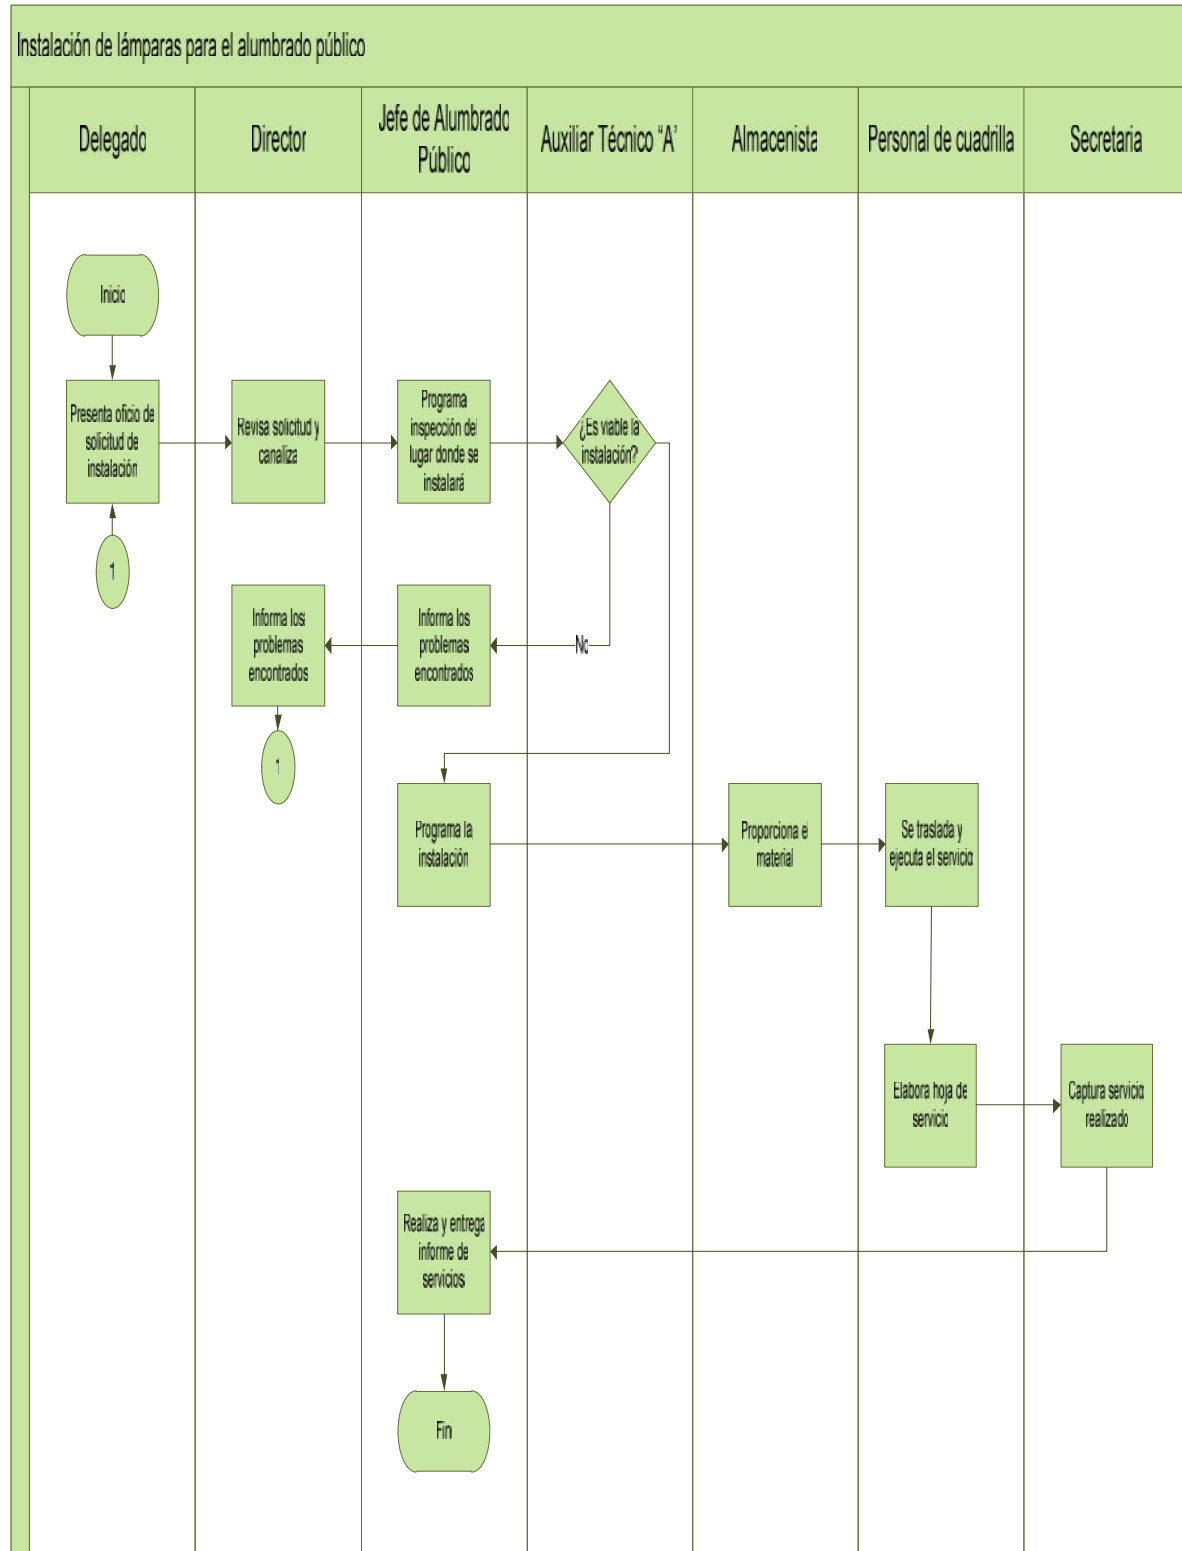 Instalación de lámparas para el alumbrado público
Delegado
Director
Jefe de Alumbrado
Público
Auxiliar Técnico "A"
Almacenista
Personal de cuadrilla
Secretaria
Inicio
Presenta oficio de
solicitud de
instalación
Revisa solicitud y
canaliza
Programa
inspección del
lugar donde se
instalará
¿Es viable la
instalación?
1
Informa los
problemas
encontrados
Informa los
problemas
encontrados
No
1
Programa la
instalación
Proporciona el
material
Se traslada y
ejecuta el servicio
Elabora hoja de
servicio
Captura servicio
realizado
Realiza y entrega
informe de
servicios
Fin